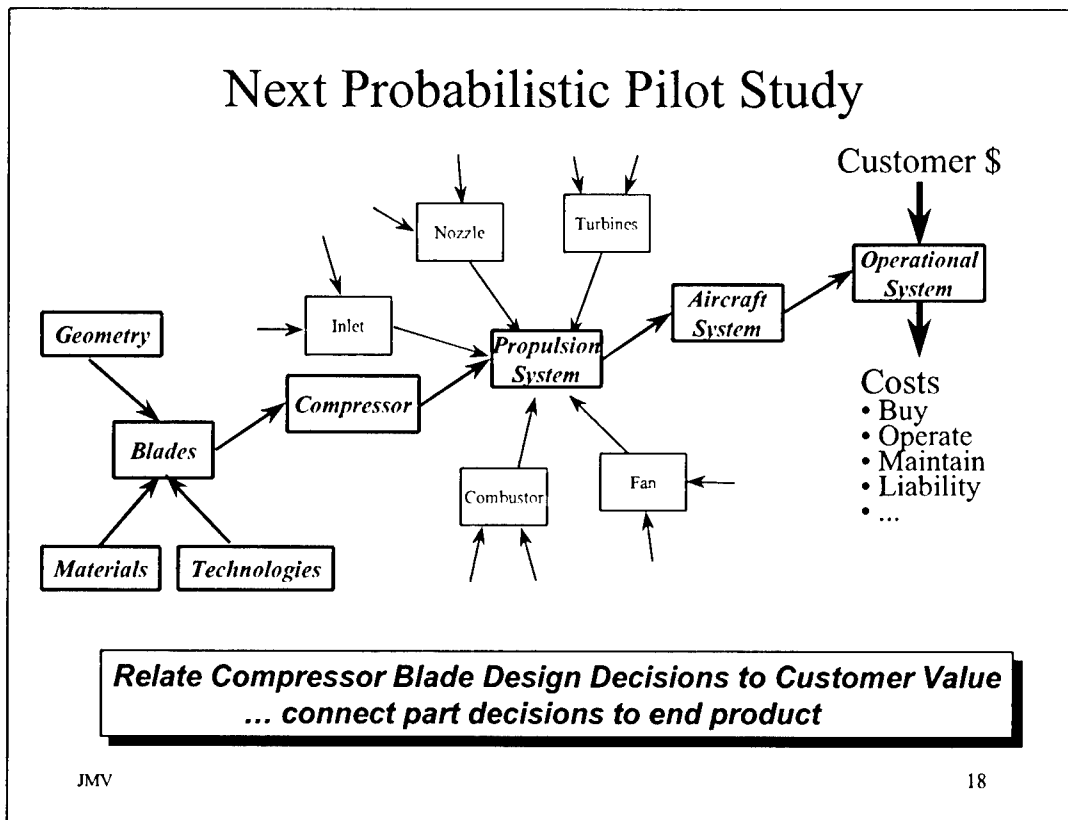 Next Probabilistic Pilot Study
Customer $
Nozzle
Turbines
Operational
System
Aircraft
System
Inlet
Geometry
Propulsion
System
Compressor
Costs
• Buy
• Operate
• Maintain
• Liability
• ...
Blades
Combustor
Fan
Materials
Technologies
Relate Compressor Blade Design Decisions to Customer Value
... connect part decisions to end product
JMV
18